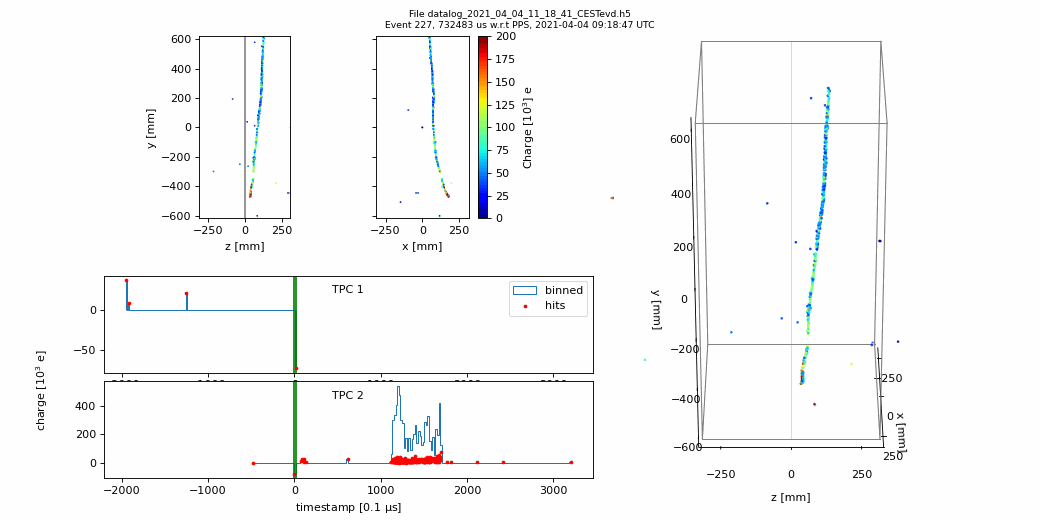 File datalog_2021_04_04_11_18_41_CESTevd.h5
Event 227, 732483 us w.r.t PPS, 2021-04-04 09:18:47 UTC
600
400
200
0
−200
−400
−600
y [mm]
−250 0 250
z [mm]
−250 0 250
x [mm]
200
175
150
125
100
75
50
25
0
Charge [10³] e
TPC 1
binned
hits
0
−50
TPC 2
400
200
0
charge [10³ e]
−2000 −1000 0 1000 2000 3000
timestamp [0.1 µs]
600
400
200
0
−200
−400
−600
y [mm]
−250 0 250
z [mm]
−250
0
250
x [mm]